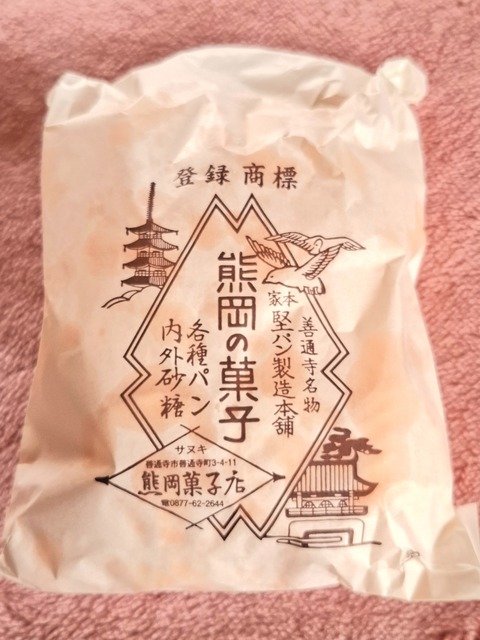 登録商標
善通寺名物
本家
堅パン製造本舗
熊岡の菓子
各種パン
内外砂糖
サヌキ
善通寺市善通寺町3-4-11
熊岡菓子店
☎0877-62-2644